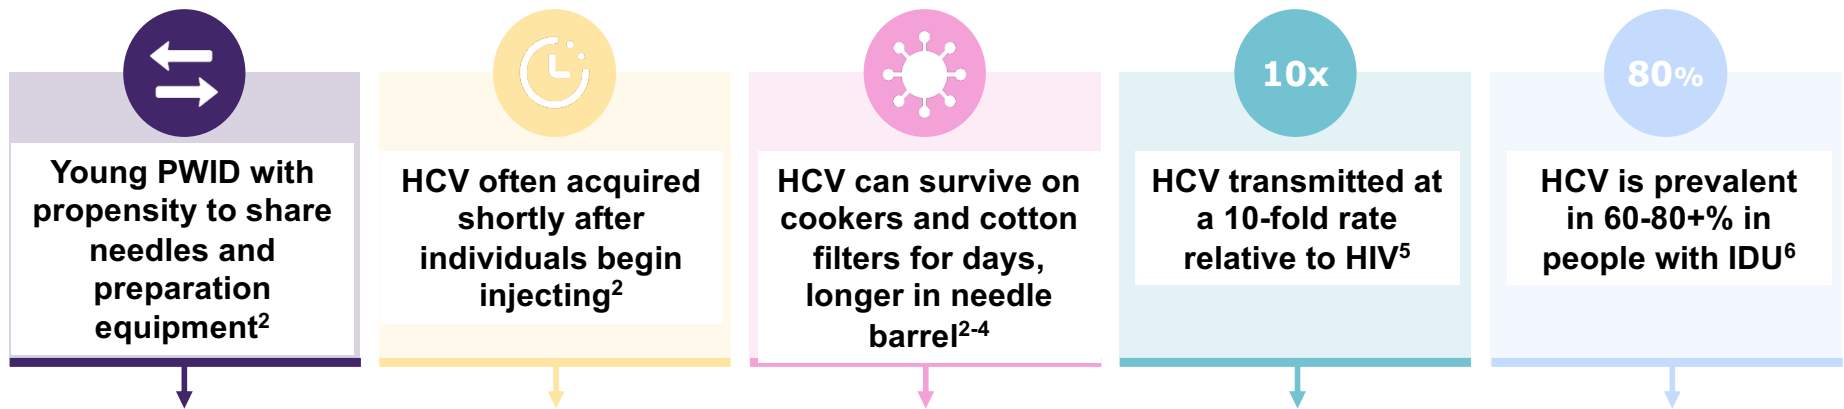 Young PWID with
propensity to share
needles and
preparation
equipment2
HCV often acquired
shortly after
individuals begin
injecting2
HCV can survive on
cookers and cotton
filters for days,
longer in needle
barrel2-4
10x
HCV transmitted at
a 10-fold rate
relative to HIV5
80%
HCV is prevalent
in 60-80+% in
people with IDU6